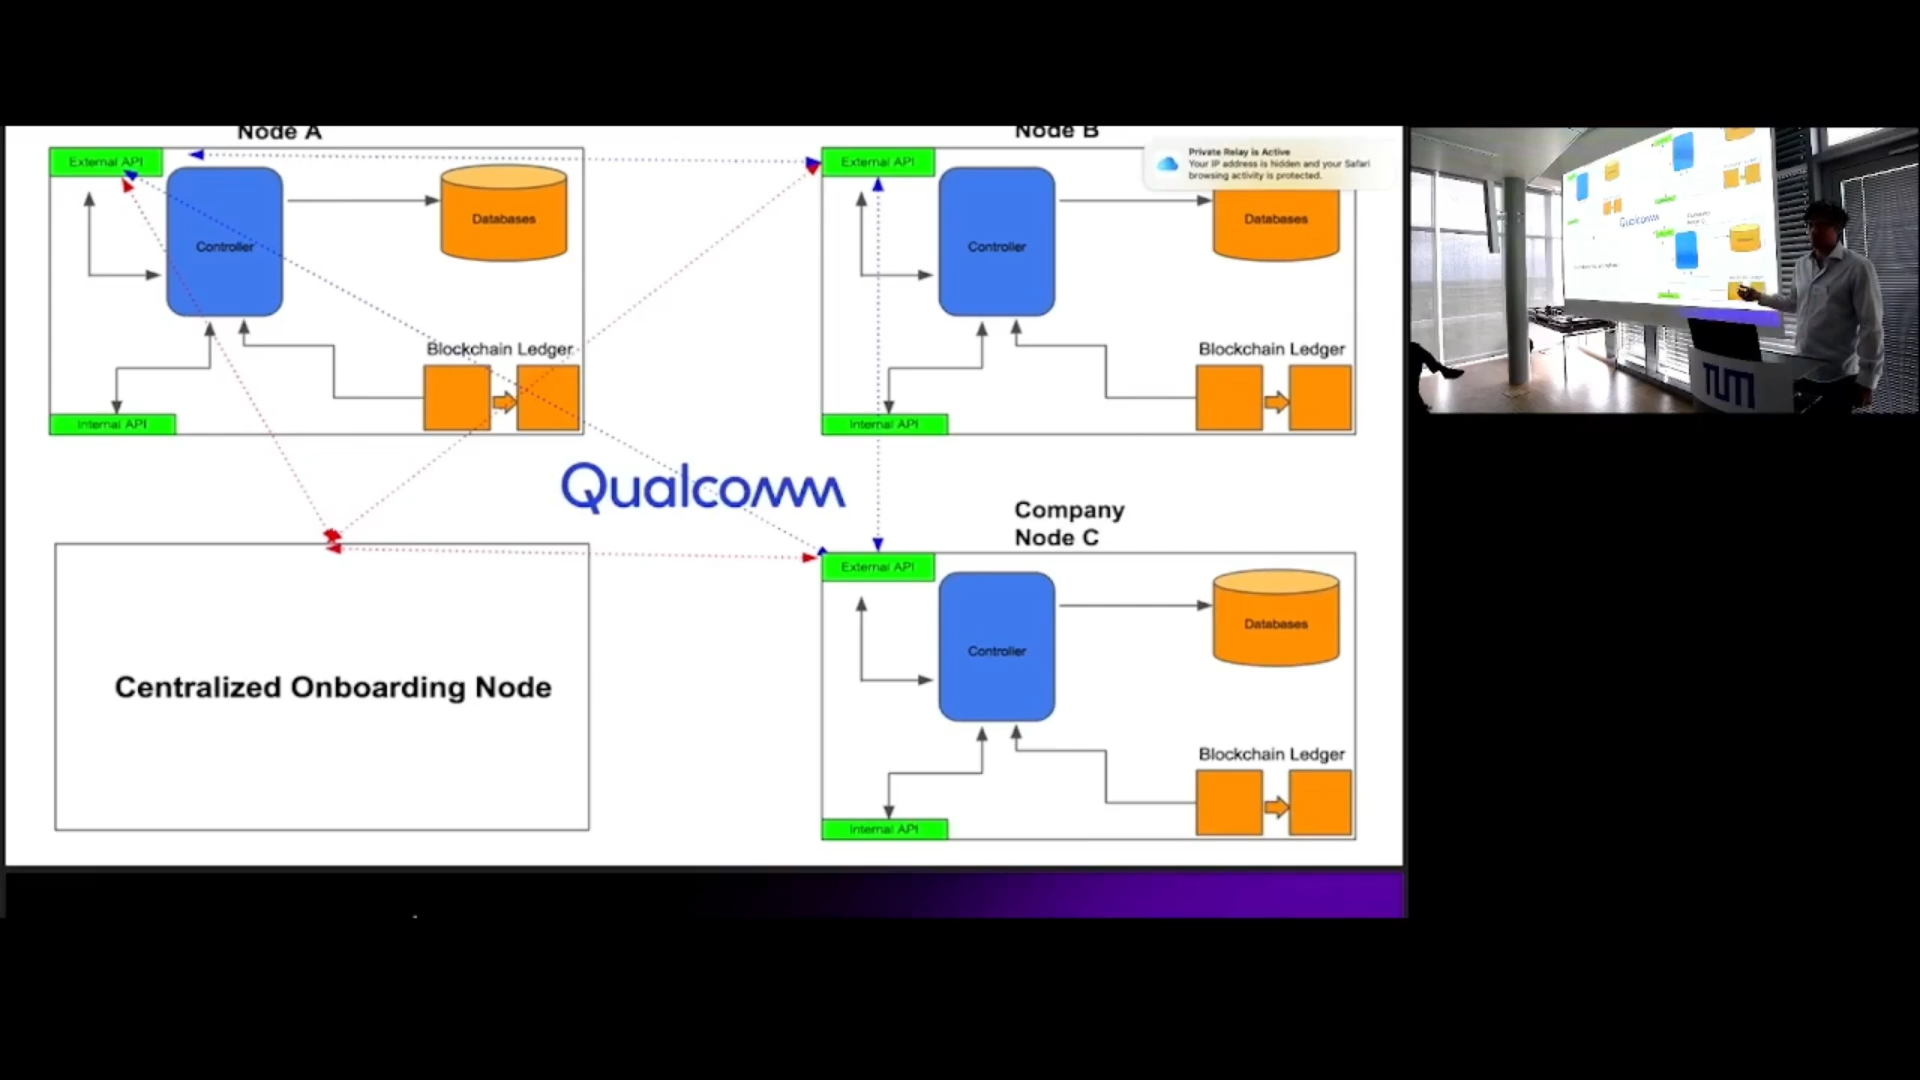 Node A
External API
Controller
Databases
Blockchain Ledger
Internal API
Node B
External API
Private Relay is Active
Your IP address is hidden and your Safari
browsing activity is protected.
Controller
Databases
Blockchain Ledger
Internal API
Qualcomm
Centralized Onboarding Node
Company
Node C
External API
Controller
Databases
Blockchain Ledger
Internal API
Qualcomm
TUM